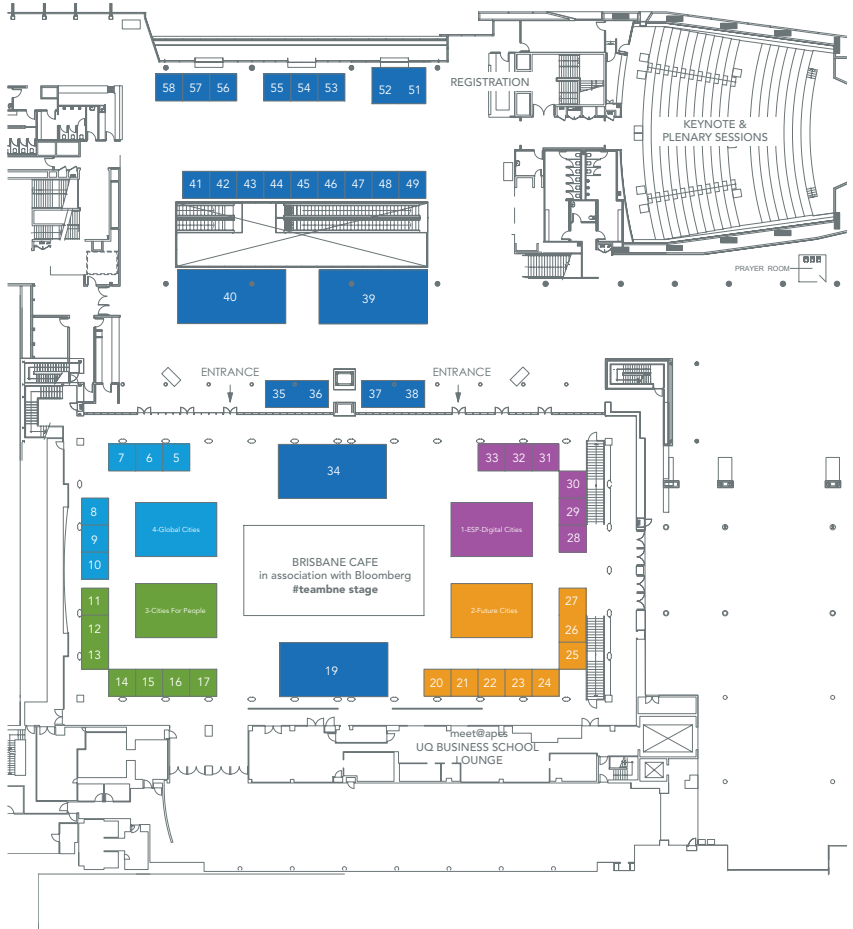 58 57 56 55 54 53 52 51
REGISTRATION
KEYNOTE &
PLENARY SESSIONS
41 42 43 44 45 46 47 48 49
PRAYER ROOM
40 39
ENTRANCE ENTRANCE
35 36 37 38
7 6 5
34
33 32 31
30
8
29
4-Global Cities
1-ESP-Digital Cities
9
28
10
BRISBANE CAFE
in association with Bloomberg
#teambne stage
11
27
3-Cities For People
2-Future Cities
12
26
13
25
19
14 15 16 17
20 21 22 23 24
meet@apcs
UQ BUSINESS SCHOOL
LOUNGE